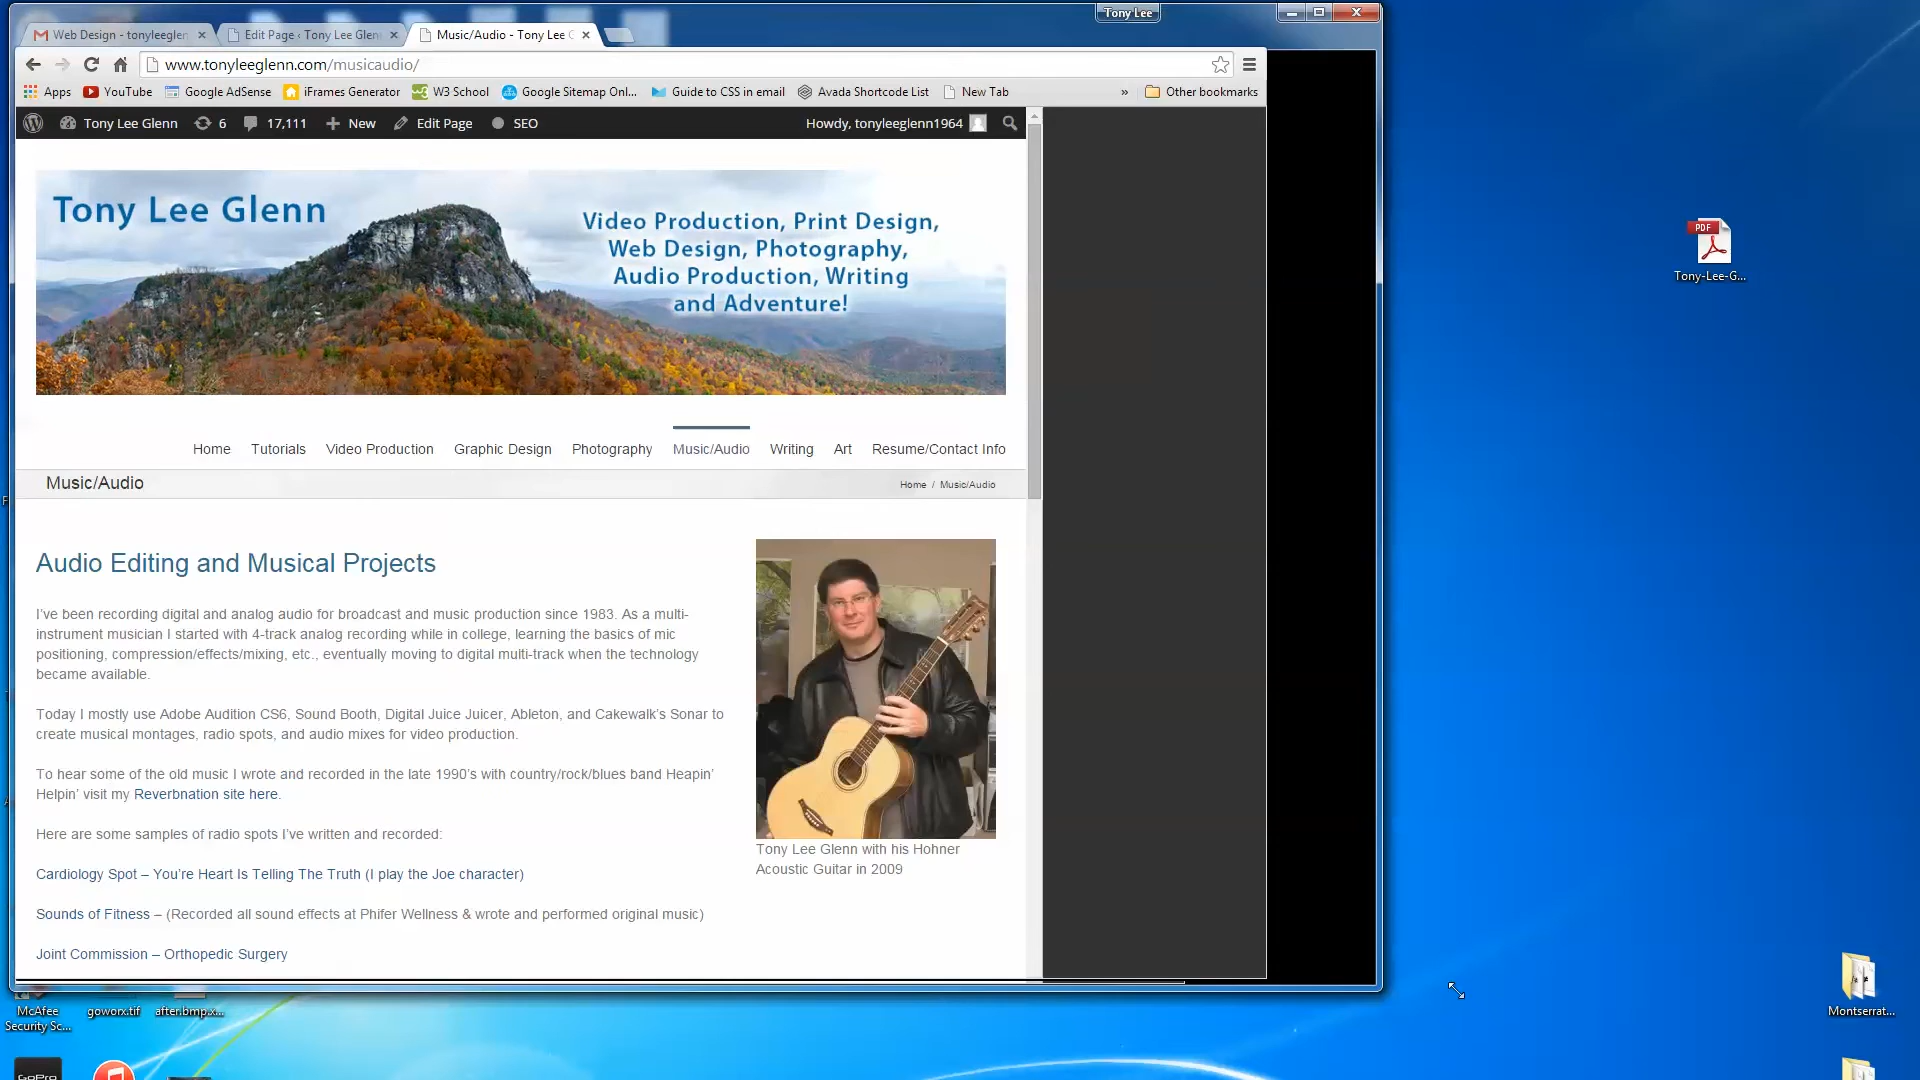 Tony Lee
Web Design - tonyleeglen
Edit Page ‹ Tony Lee Glen
Music/Audio - Tony Lee G
www.tonyleeglenn.com/musicaudio/
Apps YouTube Google AdSense iFrames Generator W3 School Google Sitemap Onl... Guide to CSS in email Avada Shortcode List New Tab » Other bookmarks
Tony Lee Glenn 6 17,111 New Edit Page SEO Howdy, tonyleeglenn1964
Tony Lee Glenn
Video Production, Print Design,
Web Design, Photography,
Audio Production, Writing
and Adventure!
Home Tutorials Video Production Graphic Design Photography Music/Audio Writing Art Resume/Contact Info
Music/Audio
Home / Music/Audio
Audio Editing and Musical Projects
I've been recording digital and analog audio for broadcast and music production since 1983. As a multi-
instrument musician I started with 4-track analog recording while in college, learning the basics of mic
positioning, compression/effects/mixing, etc., eventually moving to digital multi-track when the technology
became available.
Today I mostly use Adobe Audition CS6, Sound Booth, Digital Juice Juicer, Ableton, and Cakewalk's Sonar to
create musical montages, radio spots, and audio mixes for video production.
To hear some of the old music I wrote and recorded in the late 1990's with country/rock/blues band Heapin'
Helpin' visit my Reverbnation site here.
Here are some samples of radio spots I've written and recorded:
Cardiology Spot – You're Heart Is Telling The Truth (I play the Joe character)
Sounds of Fitness – (Recorded all sound effects at Phifer Wellness & wrote and performed original music)
Joint Commission – Orthopedic Surgery
Tony Lee Glenn with his Hohner
Acoustic Guitar in 2009
PDF
Tony-Lee-G...
Montserrat...
McAfee
Security Sc...
goworx.tif
after.bmp.x...
GoPro